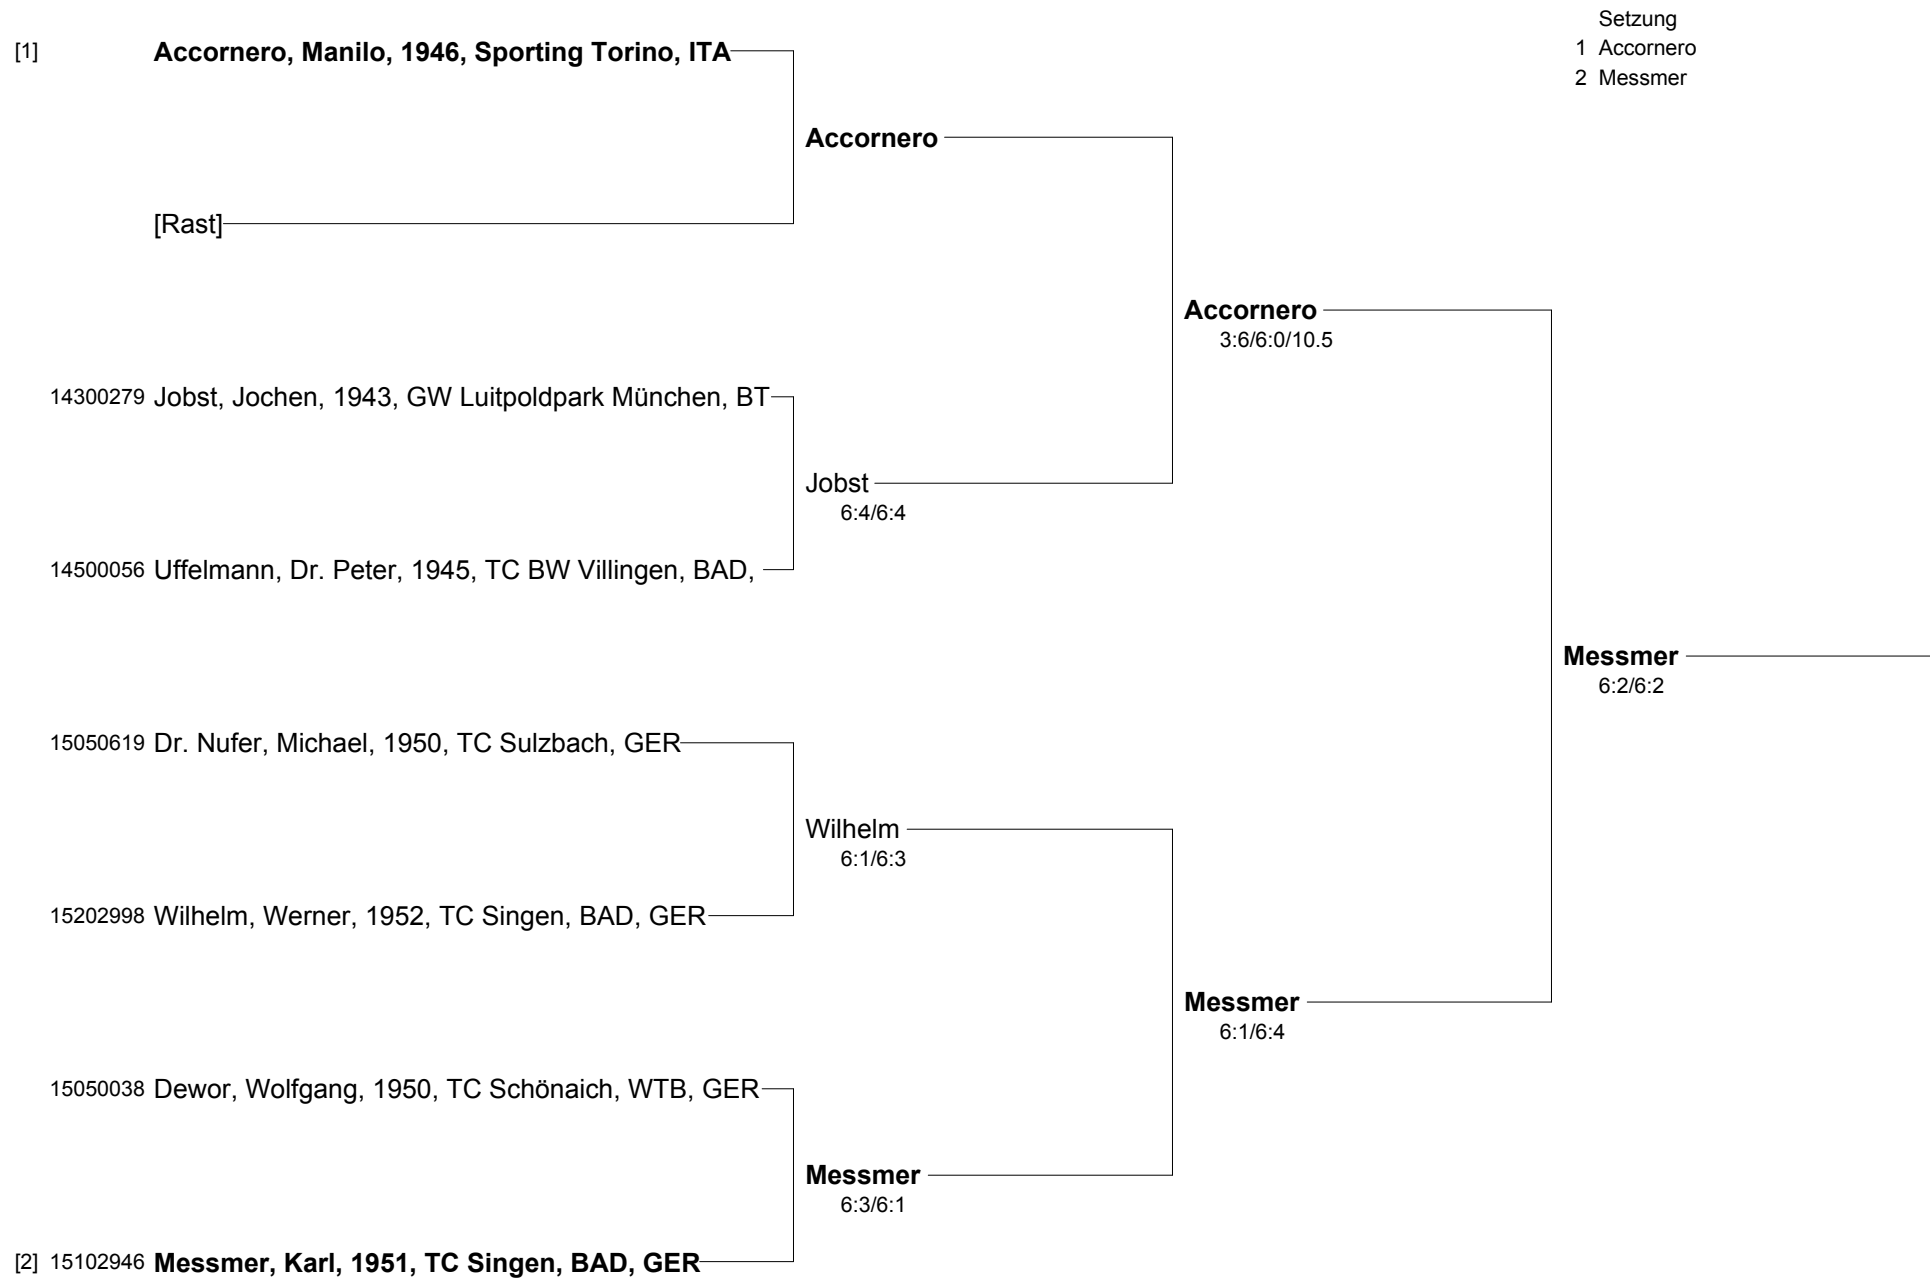 Setzung
1 Accornero
2 Messmer
[1] Accornero, Manilo, 1946, Sporting Torino, ITA
Accornero
[Rast]
Accornero
3:6/6:0/10.5
14300279 Jobst, Jochen, 1943, GW Luitpoldpark München, BT
Jobst
6:4/6:4
14500056 Uffelmann, Dr. Peter, 1945, TC BW Villingen, BAD,
Messmer
6:2/6:2
15050619 Dr. Nufer, Michael, 1950, TC Sulzbach, GER
Wilhelm
6:1/6:3
15202998 Wilhelm, Werner, 1952, TC Singen, BAD, GER
Messmer
6:1/6:4
15050038 Dewor, Wolfgang, 1950, TC Schönaich, WTB, GER
Messmer
6:3/6:1
[2] 15102946 Messmer, Karl, 1951, TC Singen, BAD, GER